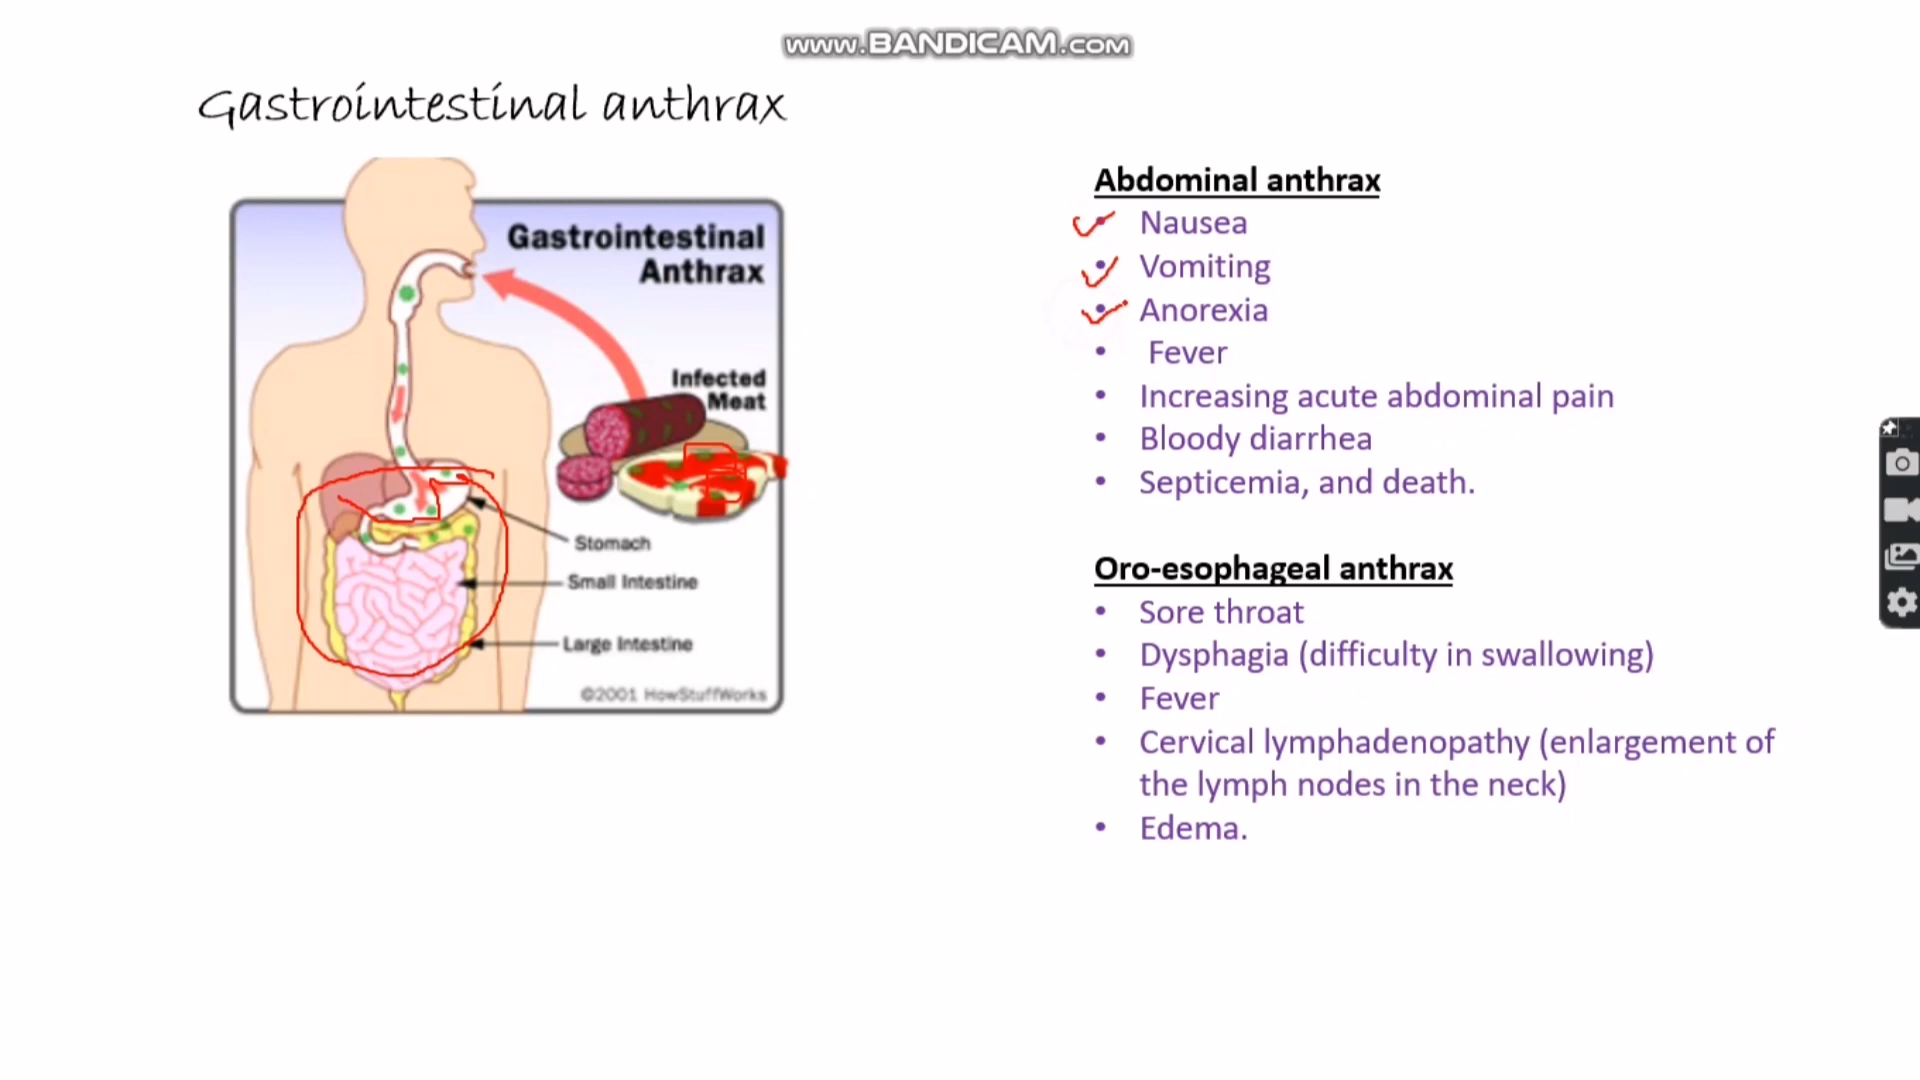 www.BANDICAM.com
Gastrointestinal anthrax
Gastrointestinal
Anthrax
Infected
Meat
Stomach
Small Intestine
Large Intestine
©2001 HowStuffWorks
Abdominal anthrax
• Nausea
• Vomiting
• Anorexia
• Fever
• Increasing acute abdominal pain
• Bloody diarrhea
• Septicemia, and death.
Oro-esophageal anthrax
• Sore throat
• Dysphagia (difficulty in swallowing)
• Fever
• Cervical lymphadenopathy (enlargement of
the lymph nodes in the neck)
• Edema.